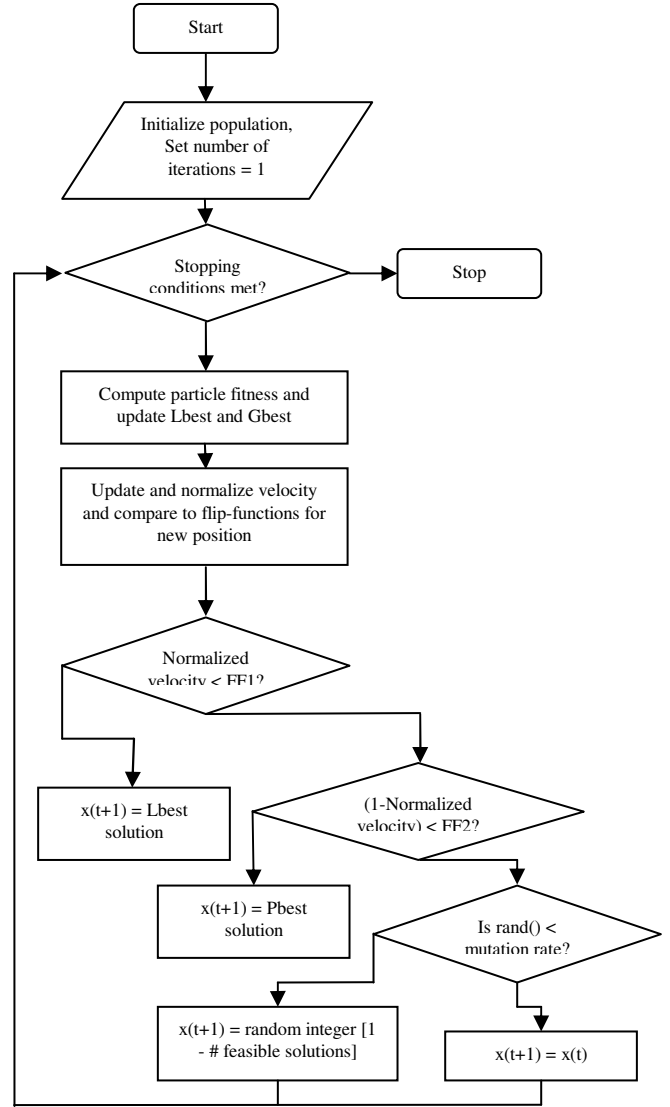 Start
Initialize population,
Set number of
iterations = 1
Stopping
conditions met?
Stop
Compute particle fitness and
update Lbest and Gbest
Update and normalize velocity
and compare to flip-functions for
new position
Normalized
velocity < FF1?
x(t+1) = Lbest
solution
(1-Normalized
velocity) < FF2?
x(t+1) = Pbest
solution
Is rand() <
mutation rate?
x(t+1) = random integer [1
- # feasible solutions]
x(t+1) = x(t)